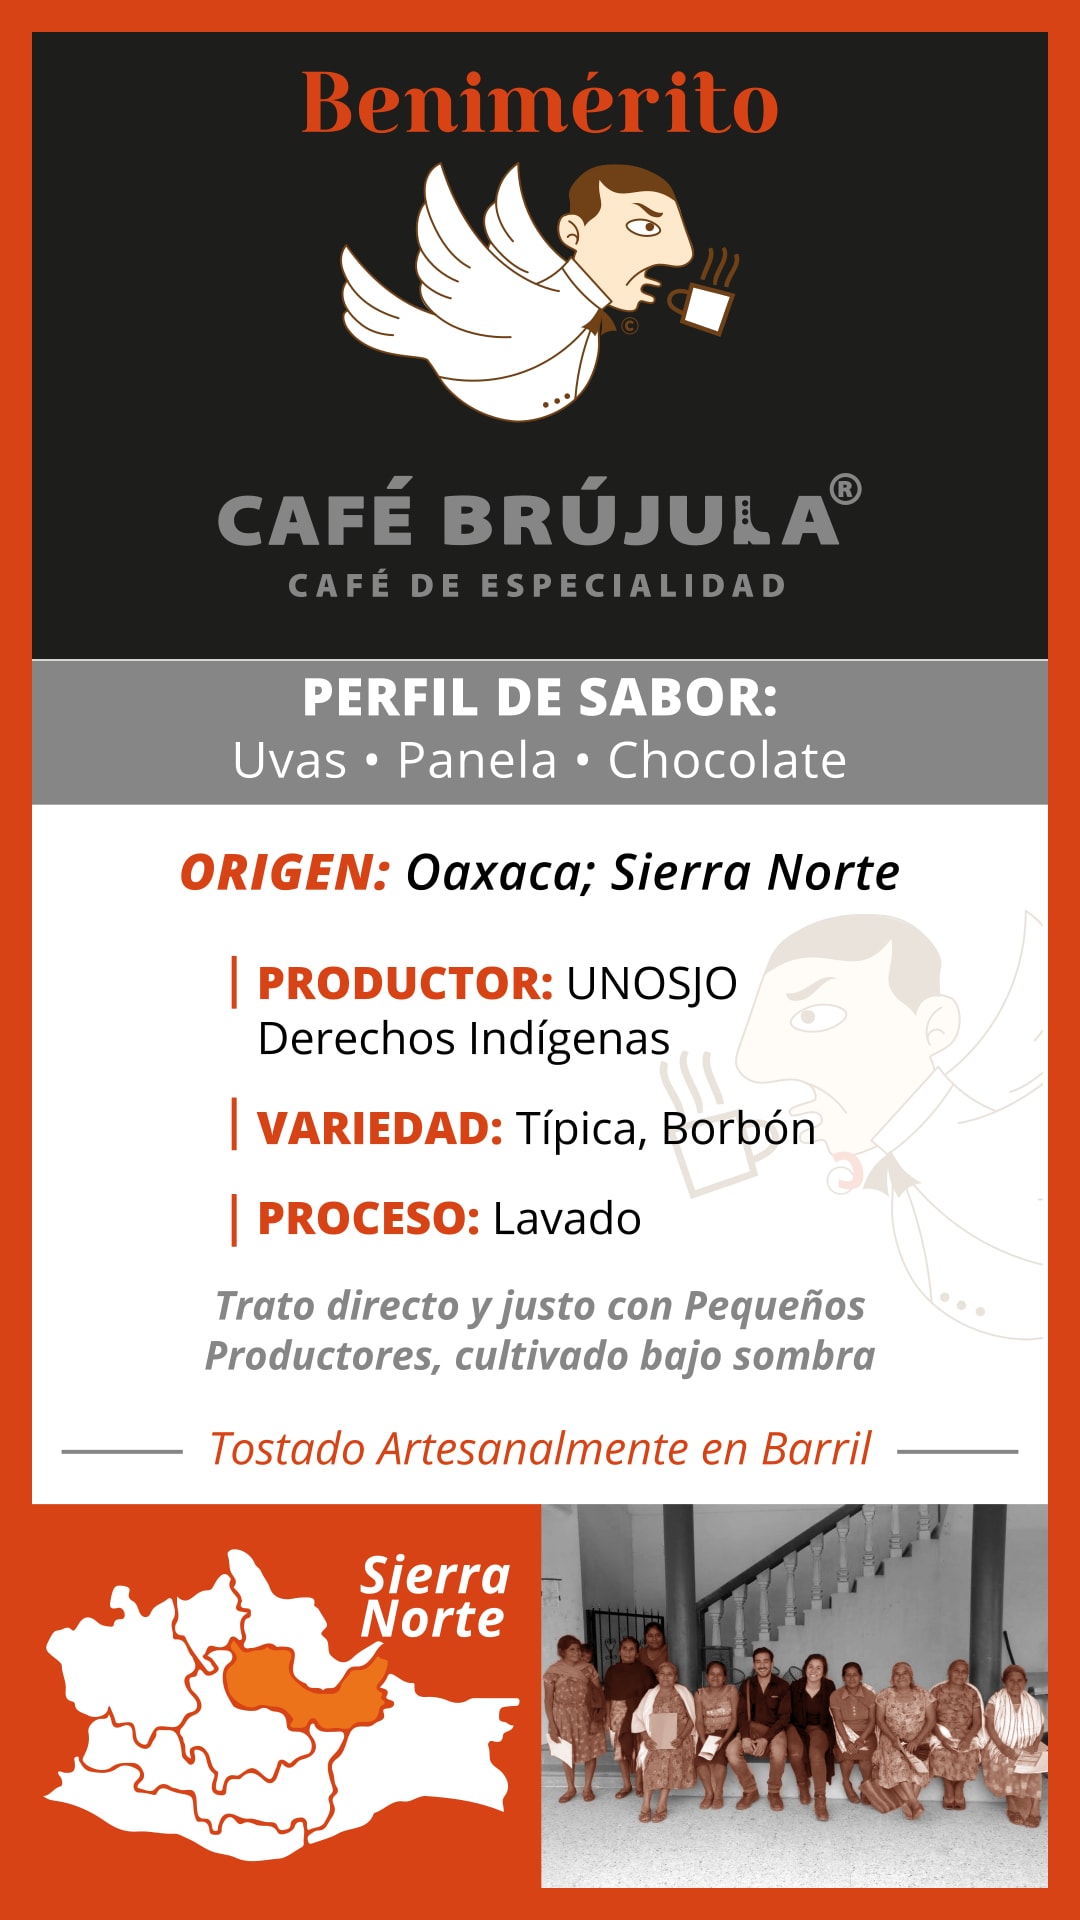 Benimérito
©
CAFÉ BRÚJULA®
CAFÉ DE ESPECIALIDAD
PERFIL DE SABOR:
Uvas • Panela • Chocolate
ORIGEN: Oaxaca; Sierra Norte
PRODUCTOR: UNOSJO
Derechos Indígenas
VARIEDAD: Típica, Borbón
PROCESO: Lavado
Trato directo y justo con Pequeños
Productores, cultivado bajo sombra
Tostado Artesanalmente en Barril
Sierra
Norte